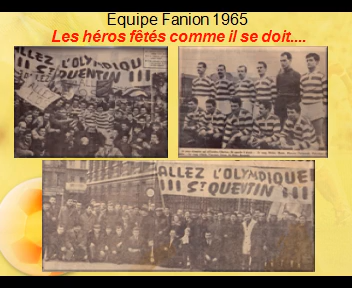 Equipe Fanion 1965
Les héros fêtés comme il se doit....
ALLEZ L'OLYMPIQUE
ST QUENTIN !!!
ALLEZ L'OLYMPIQUE
!!! ST QUENTIN !!!